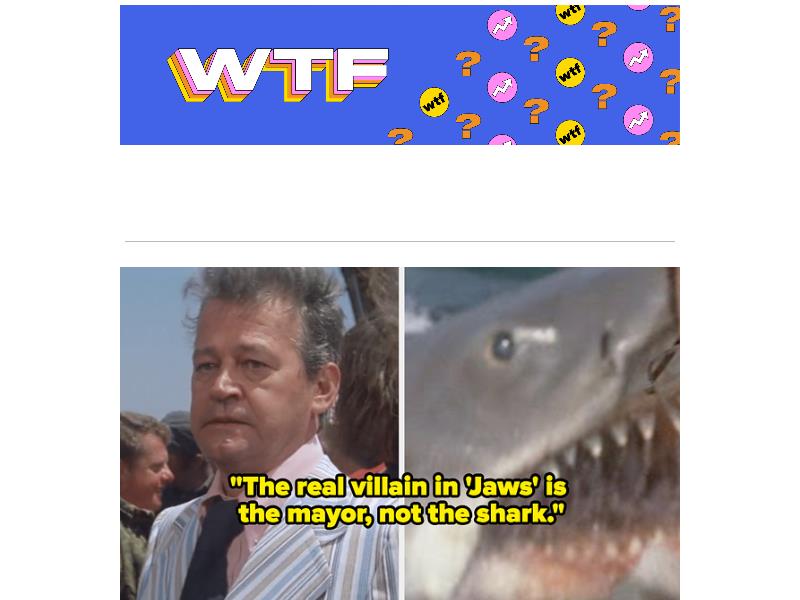 WTF
wtf
wtf
wtf
wtf
"The real villain in 'Jaws' is
the mayor, not the shark."